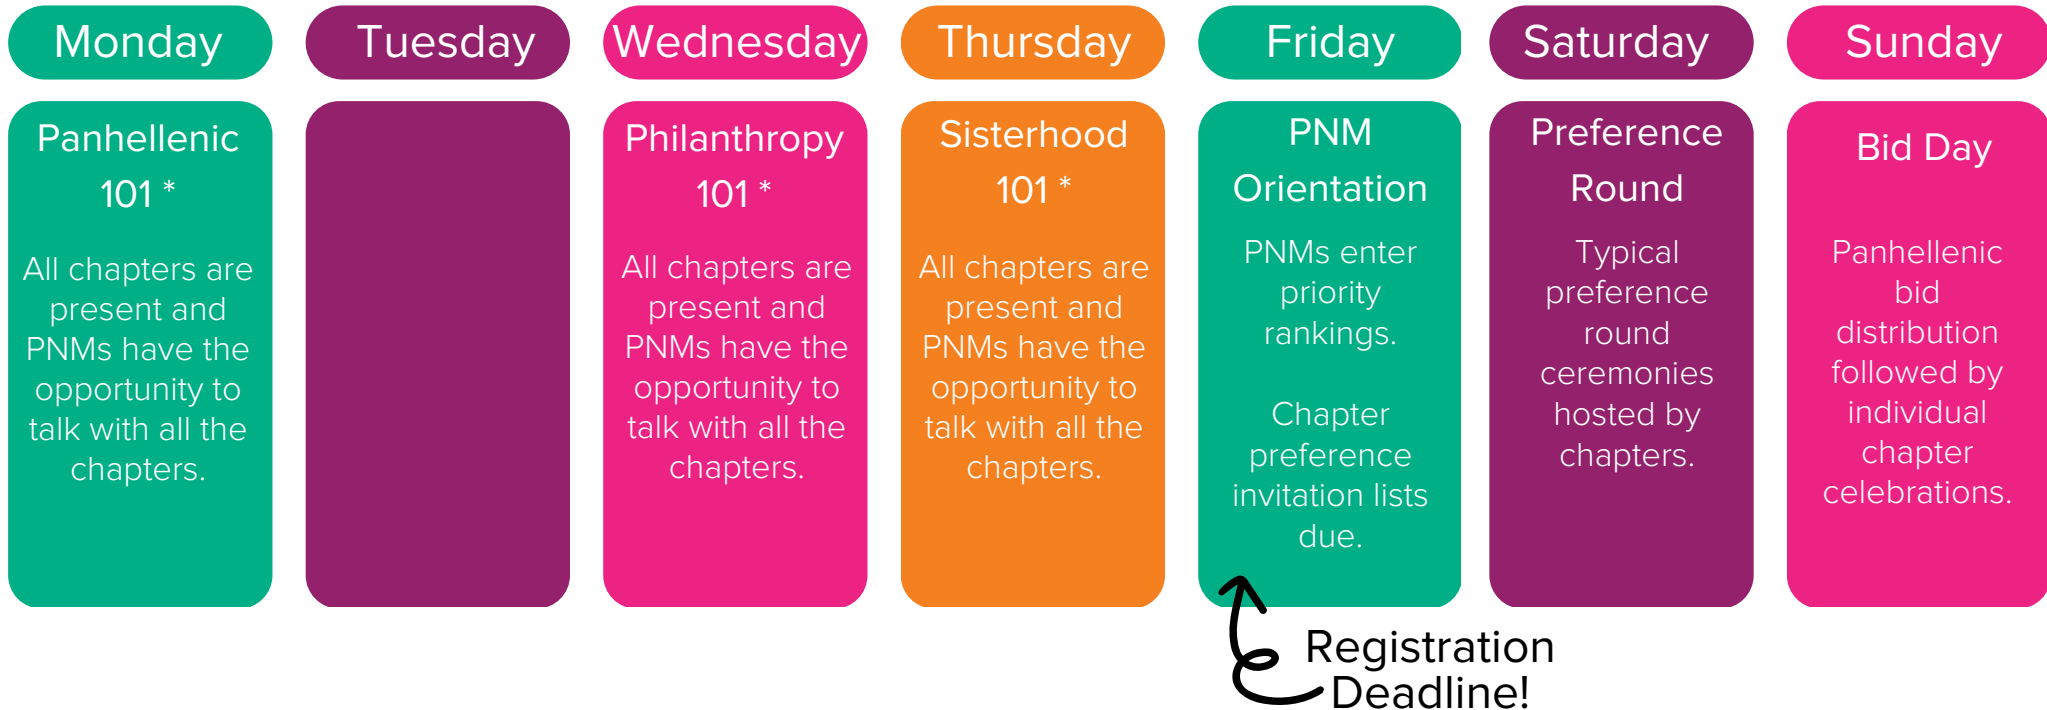 Monday
Tuesday
Wednesday
Thursday
Friday
Saturday
Sunday
Panhellenic
101 *
All chapters are
present and
PNMs have the
opportunity to
talk with all the
chapters.
Philanthropy
101 *
All chapters are
present and
PNMs have the
opportunity to
talk with all the
chapters.
Sisterhood
101 *
All chapters are
present and
PNMs have the
opportunity to
talk with all the
chapters.
PNM
Orientation
PNMs enter
priority
rankings.
Chapter
preference
invitation lists
due.
Preference
Round
Typical
preference
round
ceremonies
hosted by
chapters.
Bid Day
Panhellenic
bid
distribution
followed by
individual
chapter
celebrations.
Registration
Deadline!